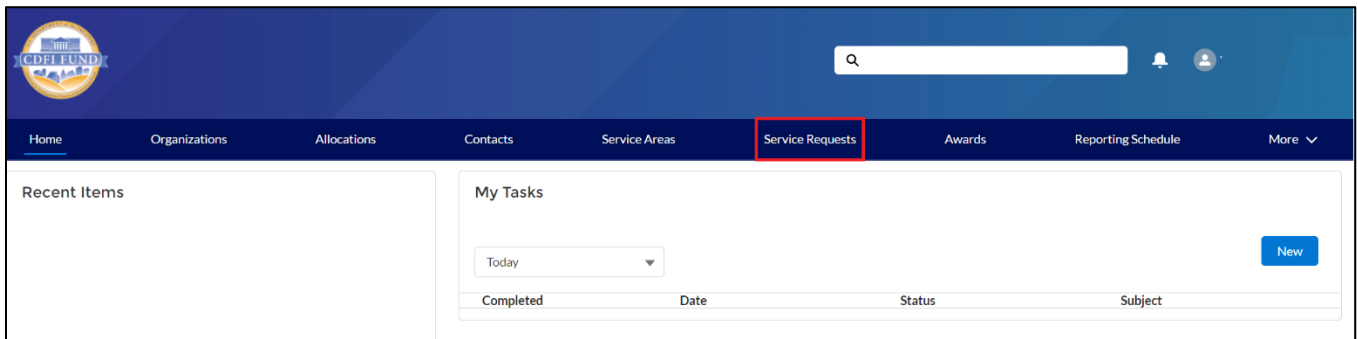 CDFI FUND
Home Organizations Allocations Contacts Service Areas Service Requests Awards Reporting Schedule More
Recent Items
My Tasks
Today
New
Completed Date Status Subject